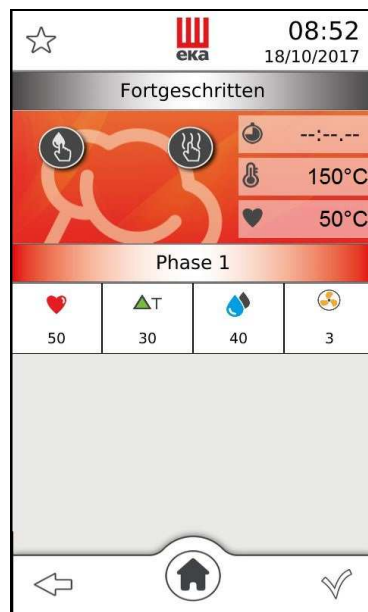 08:52
eka
18/10/2017
Fortgeschritten
--:--.--
150°C
50°C
Phase 1
T
50 30 40 3